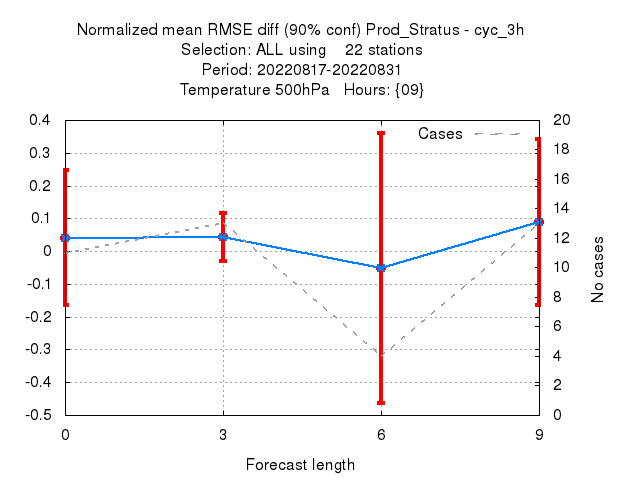 Normalized mean RMSE diff (90% conf) Prod_Stratus - cyc_3h
Selection: ALL using    22 stations
Period: 20220817-20220831
Temperature 500hPa   Hours: {09}
Cases
0.4
0.3
0.2
0.1
0
-0.1
-0.2
-0.3
-0.4
-0.5
20
18
16
14
12
10
8
6
4
2
0
No cases
0 3 6 9
Forecast length